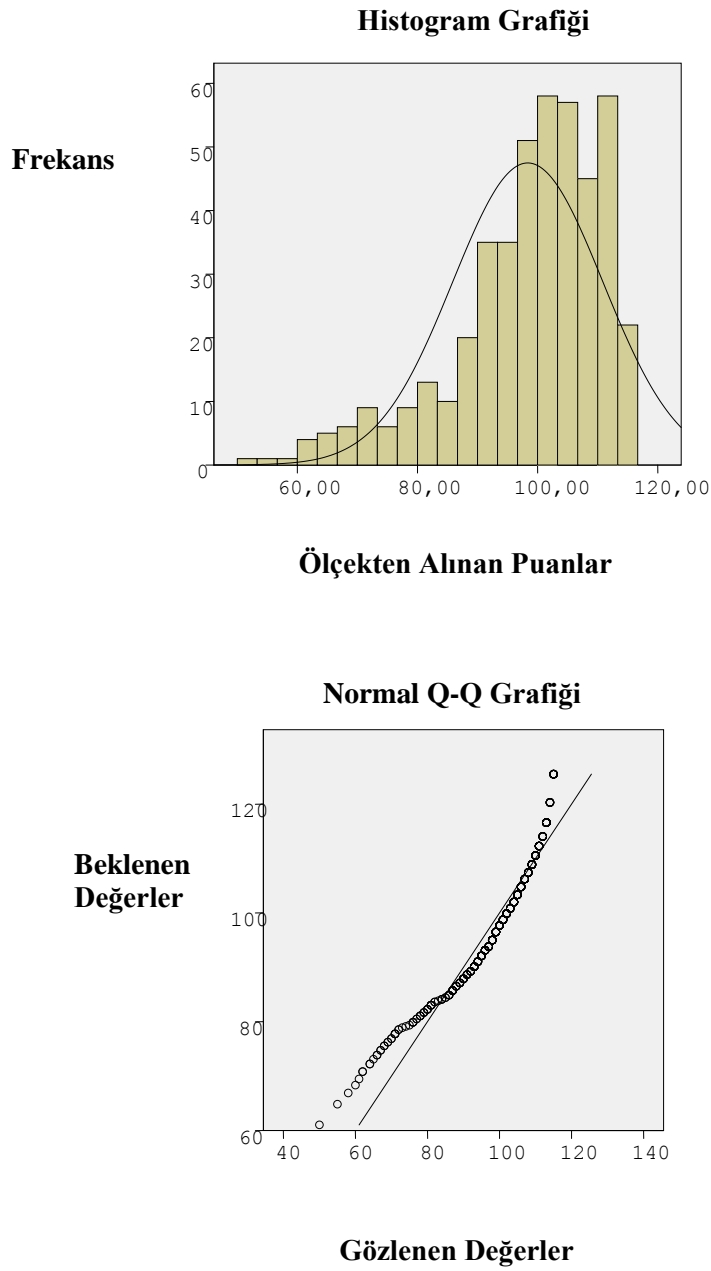 Histogram Grafiği
60
50
Frekans
40
30
20
10
0
60,00 80,00 100,00 120,00
Ölçekten Alınan Puanlar
Normal Q-Q Grafiği
120
Beklenen
Değerler
100
80
60
40 60 80 100 120 140
Gözlenen Değerler